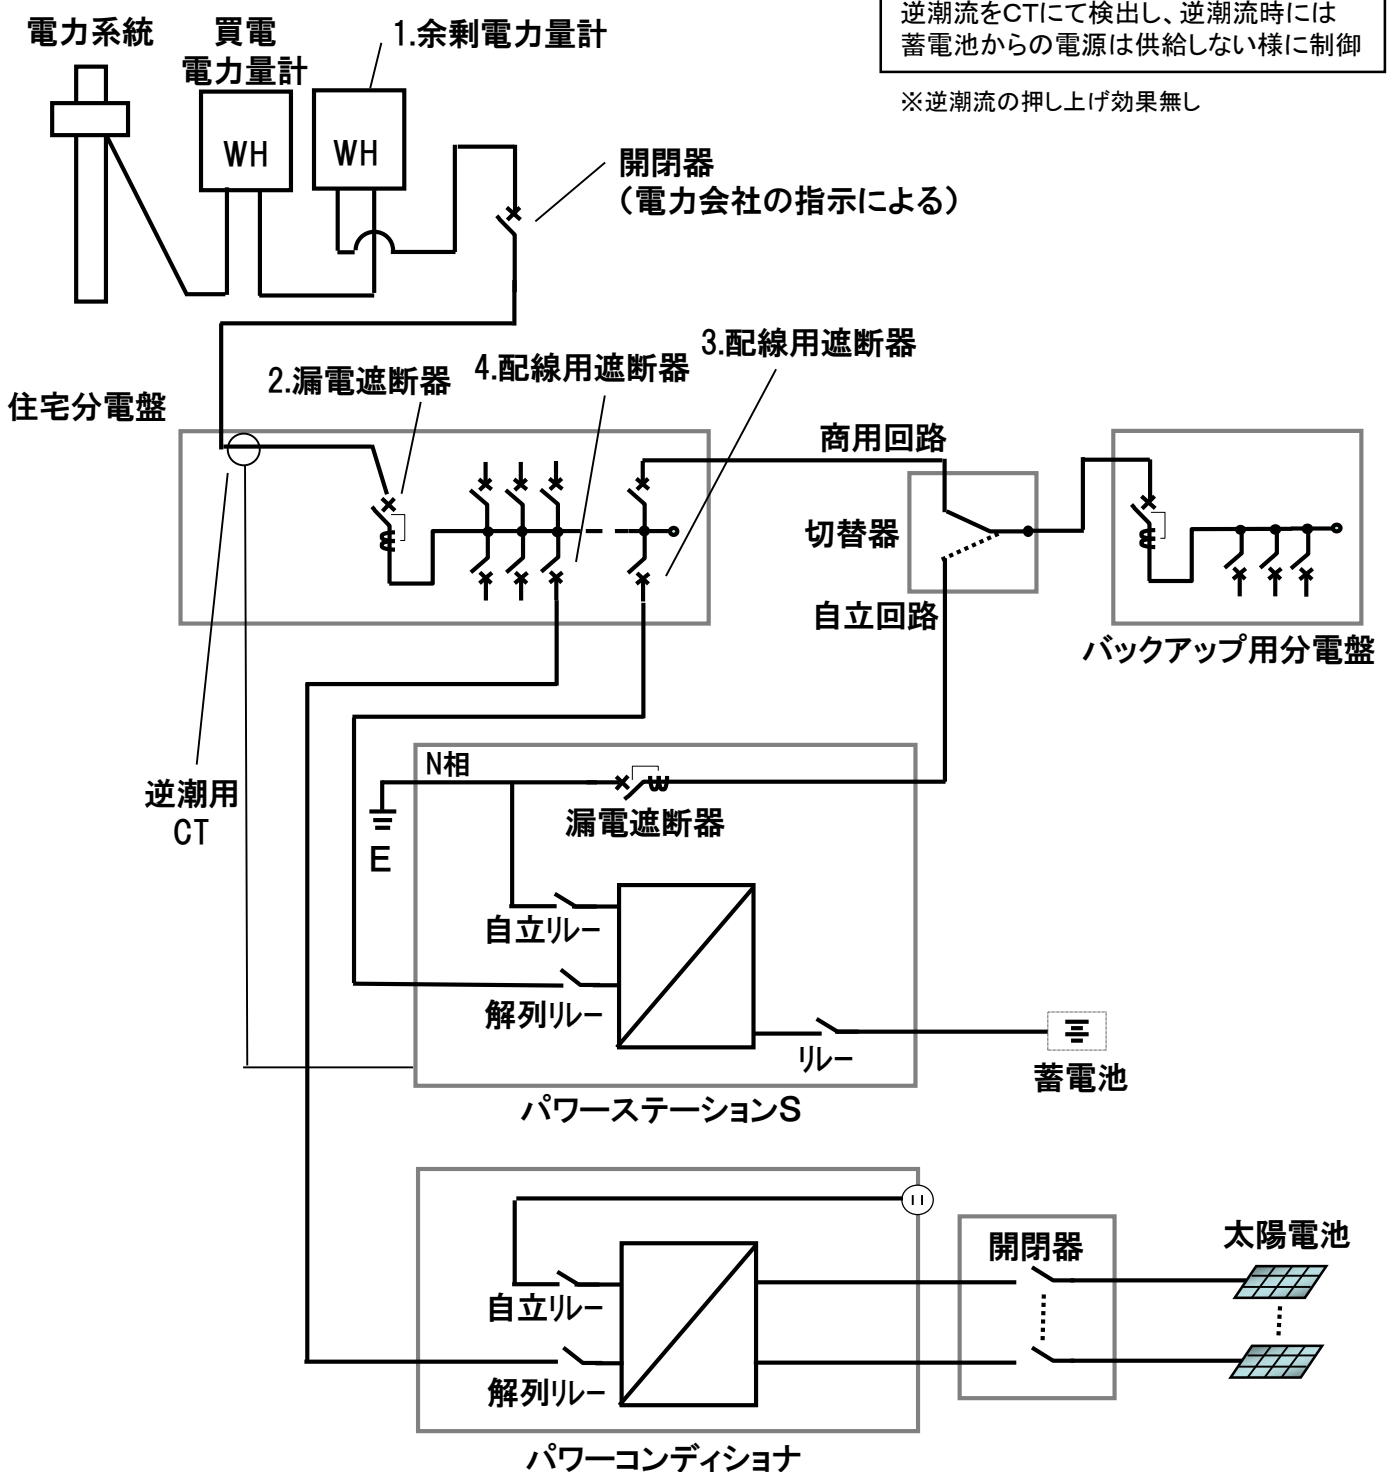 逆潮流をCTにて検出し、逆潮流時には
蓄電池からの電源は供給しない様に制御
※逆潮流の押し上げ効果無し
電力系統
買電
電力量計
1.余剰電力量計
WH
WH
開閉器
（電力会社の指示による）
3.配線用遮断器
4.配線用遮断器
2.漏電遮断器
住宅分電盤
商用回路
切替器
自立回路
バックアップ用分電盤
逆潮用
CT
N相
漏電遮断器
E
自立リレー
解列リレー
リレー
蓄電池
パワーステーションS
開閉器
太陽電池
自立リレー
解列リレー
パワーコンディショナ